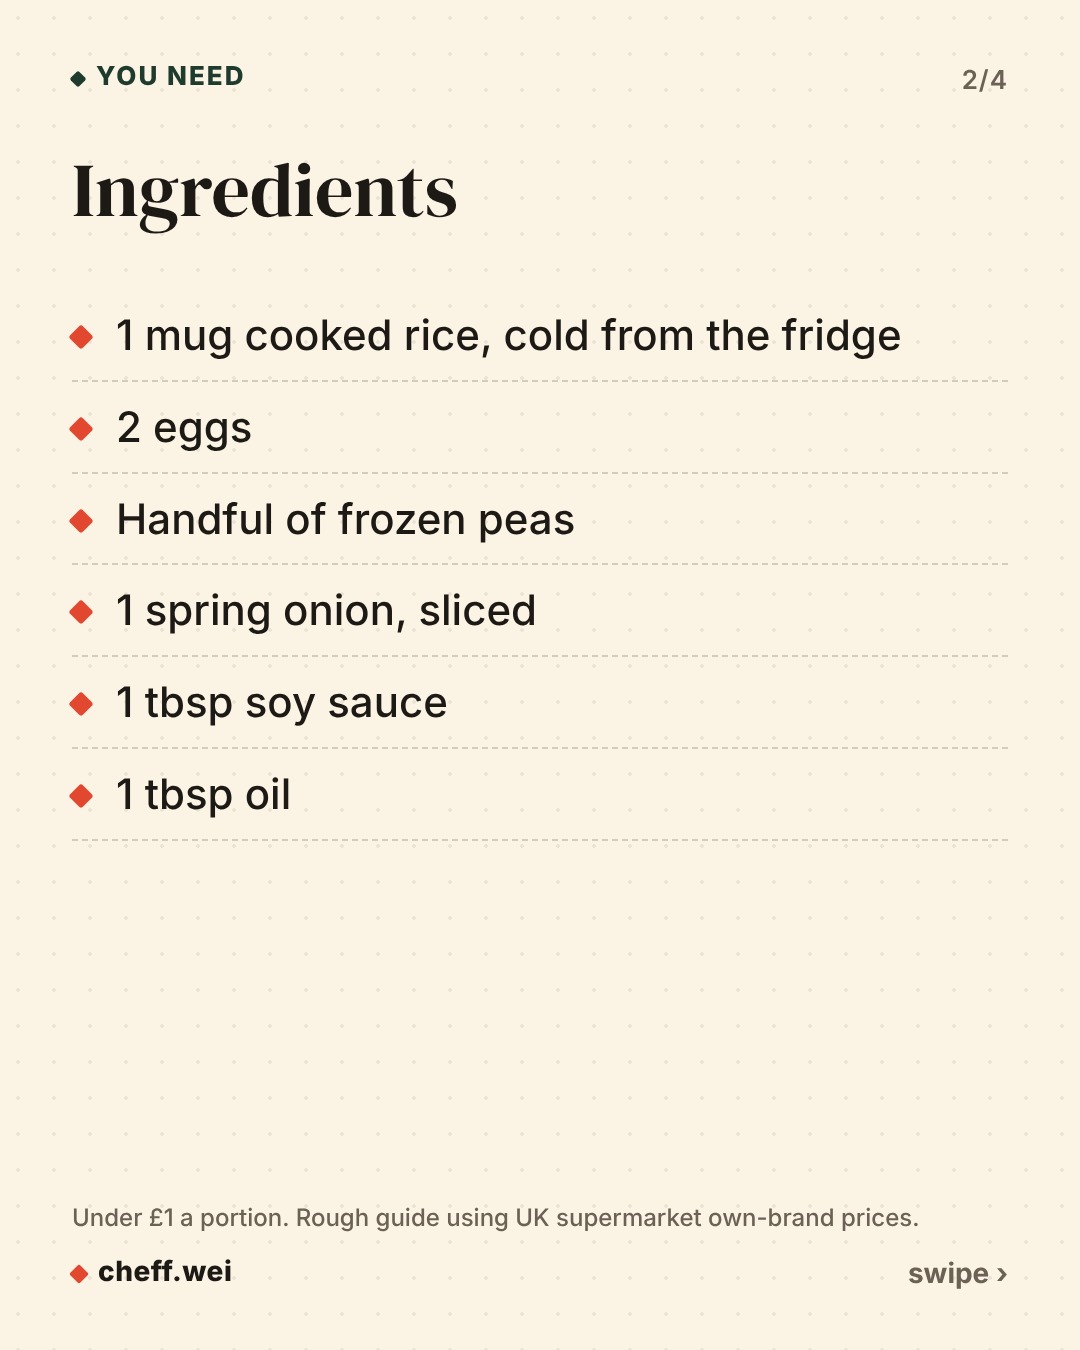 YOU NEED
2/4
Ingredients
1 mug cooked rice, cold from the fridge
2 eggs
Handful of frozen peas
1 spring onion, sliced
1 tbsp soy sauce
1 tbsp oil
Under £1 a portion. Rough guide using UK supermarket own-brand prices.
cheff.wei
swipe ›